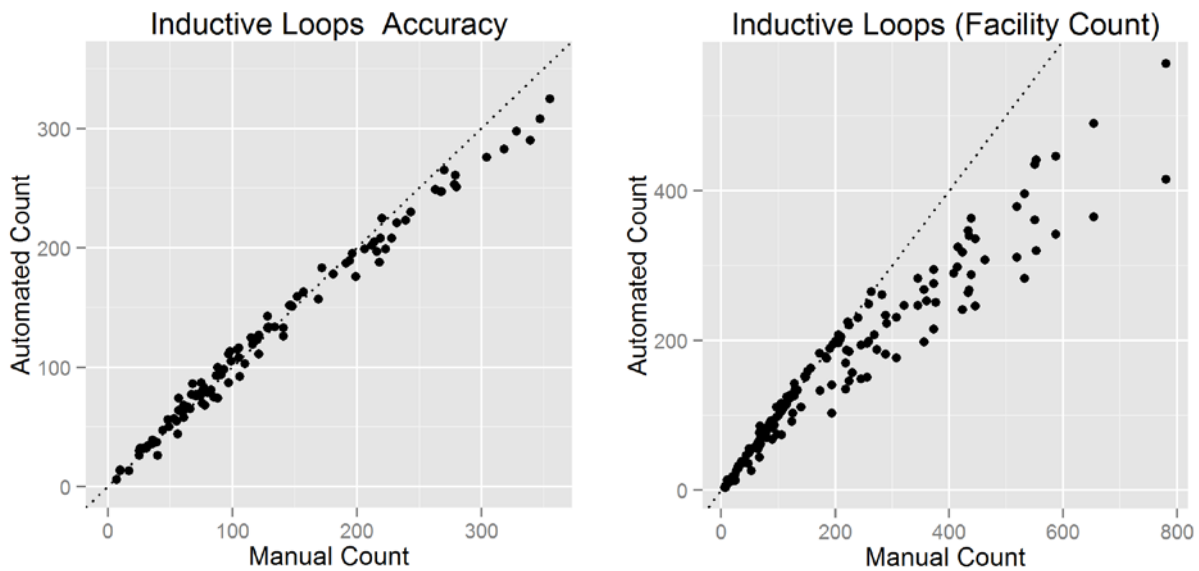 Inductive Loops  Accuracy
Automated Count
300
200
100
0
0 100 200 300
Manual Count
Inductive Loops (Facility Count)
Automated Count
400
200
0
0 200 400 600 800
Manual Count